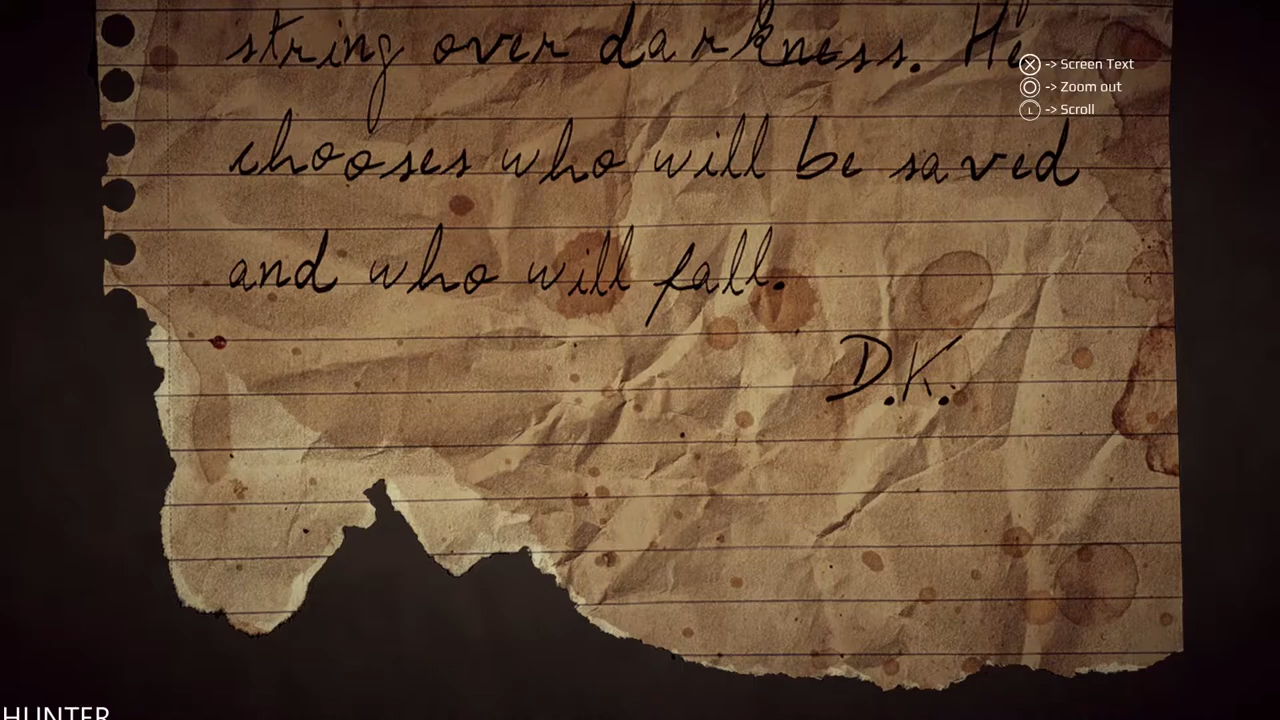 string over darkness. He
-> Screen Text
-> Zoom out
L -> Scroll
chooses who will be saved
and who will fall.
D.K.
HUNTER